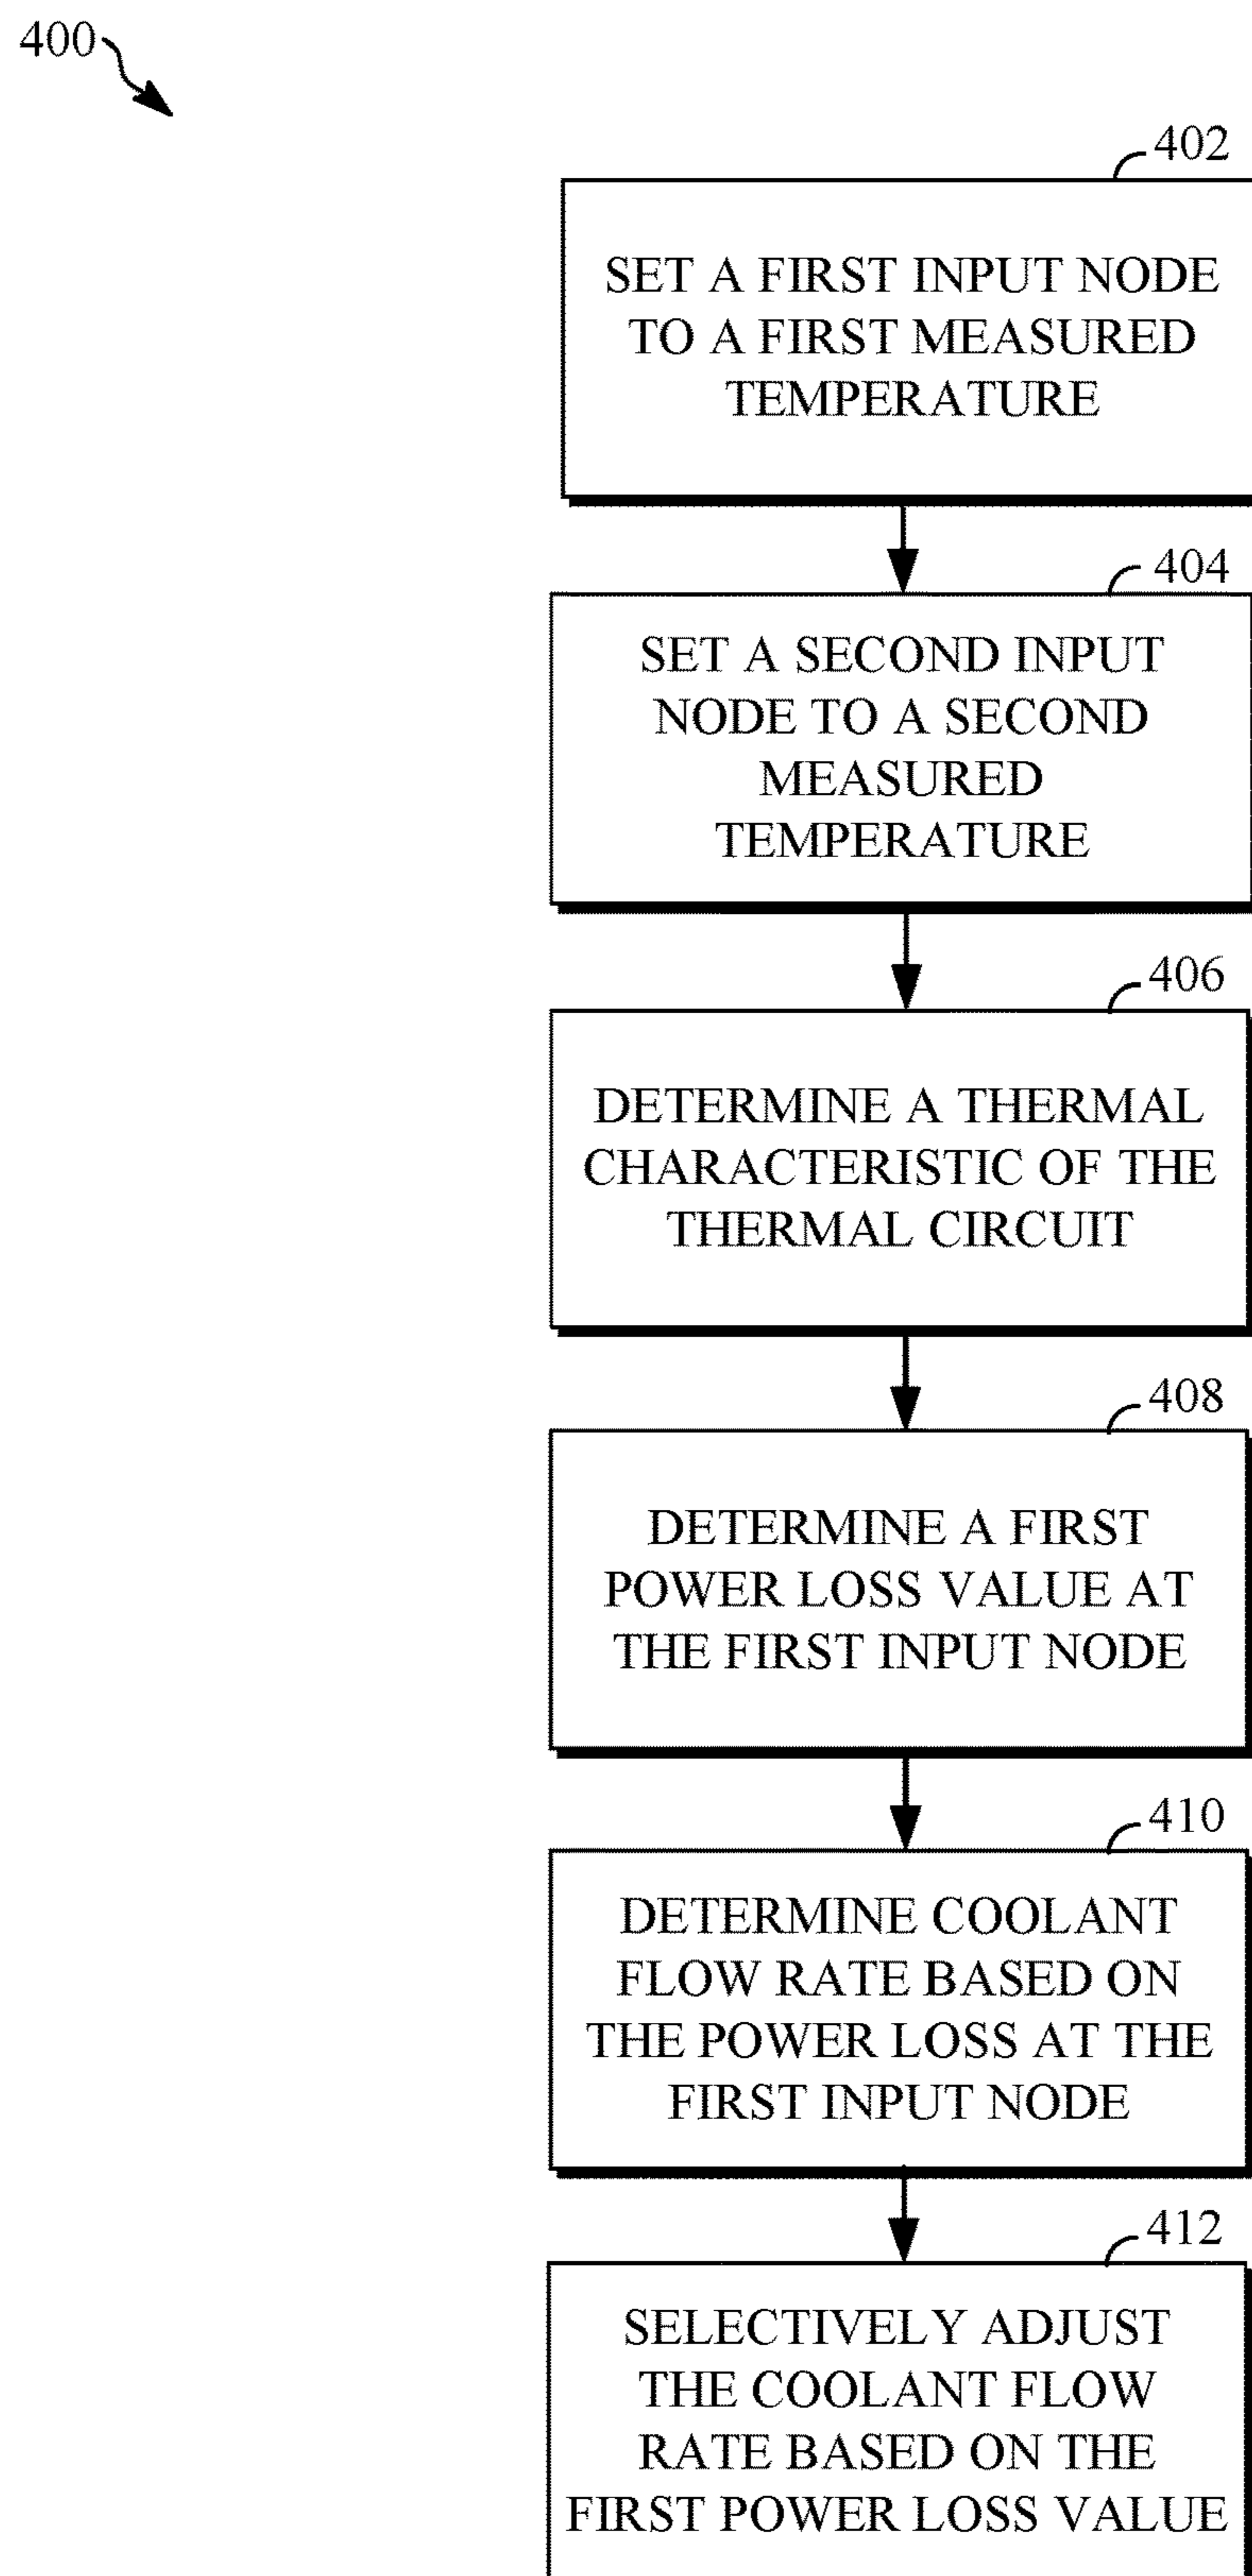 400
402
SET A FIRST INPUT NODE
TO A FIRST MEASURED
TEMPERATURE
404
SET A SECOND INPUT
NODE TO A SECOND
MEASURED
TEMPERATURE
406
DETERMINE A THERMAL
CHARACTERISTIC OF THE
THERMAL CIRCUIT
408
DETERMINE A FIRST
POWER LOSS VALUE AT
THE FIRST INPUT NODE
410
DETERMINE COOLANT
FLOW RATE BASED ON
THE POWER LOSS AT THE
FIRST INPUT NODE
412
SELECTIVELY ADJUST
THE COOLANT FLOW
RATE BASED ON THE
FIRST POWER LOSS VALUE